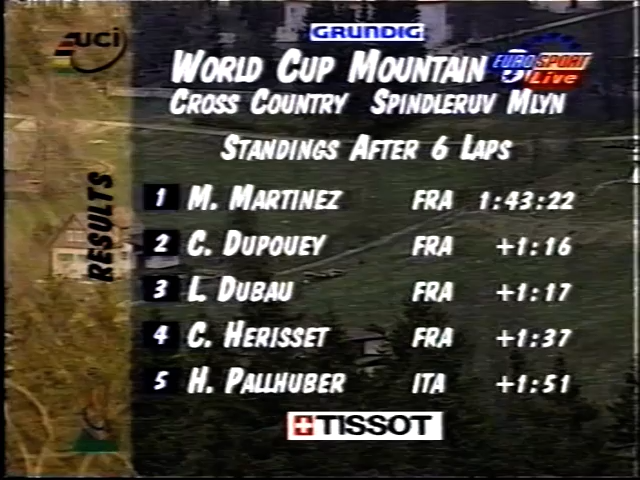 uci
GRUNDIG
WORLD CUP MOUNTAIN
EUROSPORT
Live
CROSS COUNTRY SPINDLERUV MLYN
STANDINGS AFTER 6 LAPS
RESULTS
1 M. MARTINEZ FRA 1:43:22
2 C. DUPOUEY FRA +1:16
3 L. DUBAU FRA +1:17
4 C. HERISSET FRA +1:37
5 H. PALLHUBER ITA +1:51
TISSOT